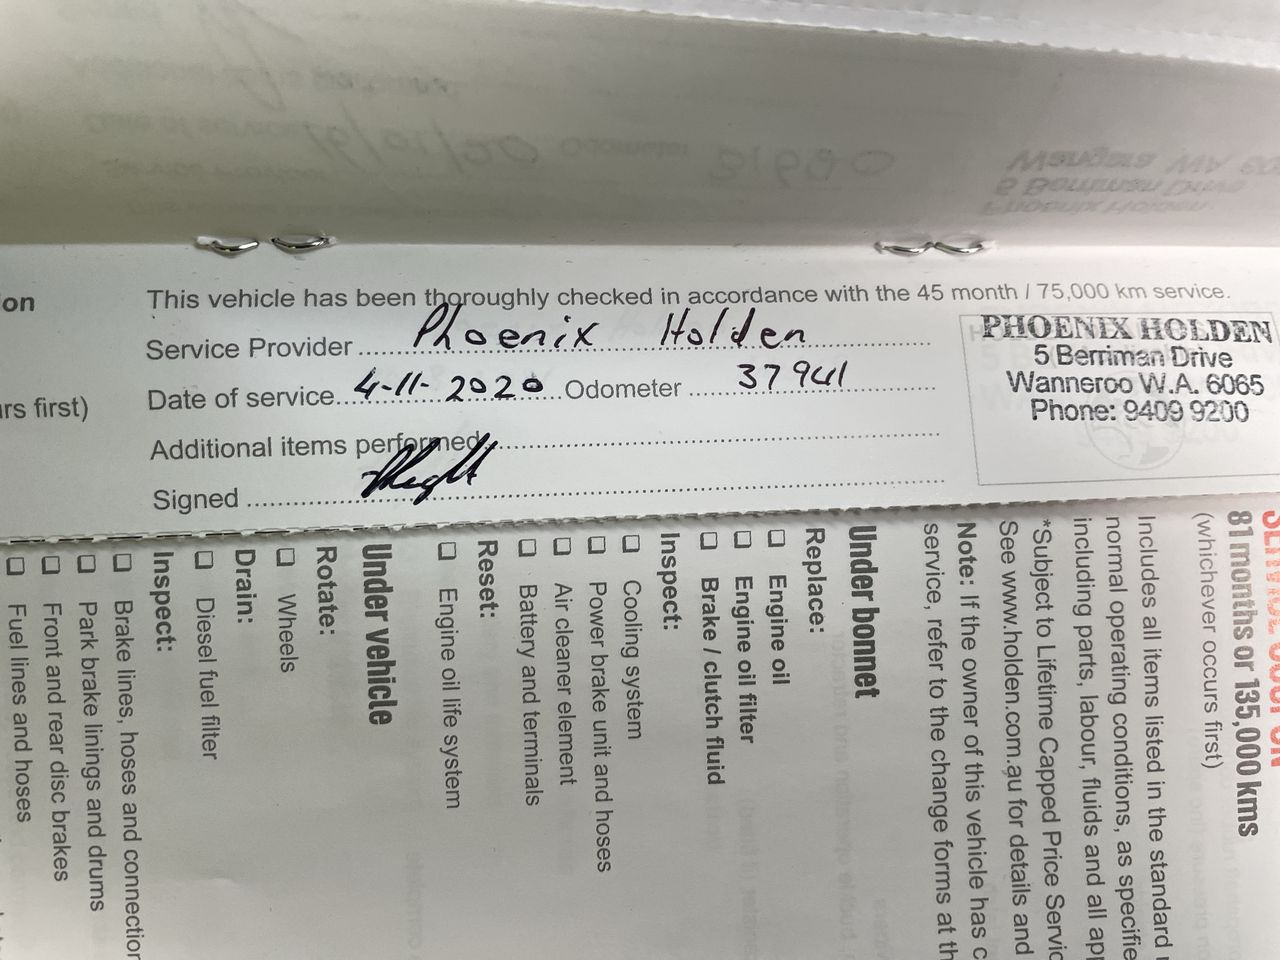 on
This vehicle has been thoroughly checked in accordance with the 45 month / 75,000 km service.
Service Provider Phoenix Holden
urs first)
Date of service 4-11-2020 Odometer 37941
Additional items performed
Signed
PHOENIX HOLDEN
5 Berriman Drive
Wanneroo W.A. 6065
Phone: 9409 9200
81 months or 135,000 kms
(whichever occurs first)
Includes all items listed in the standard
normal operating conditions, as specifie
including parts, labour, fluids and all app
*Subject to Lifetime Capped Price Servic
See www.holden.com.au for details and
Note: If the owner of this vehicle has c
service, refer to the change forms at th
Under bonnet
Replace:
Engine oil
Engine oil filter
Brake / clutch fluid
Inspect:
Cooling system
Power brake unit and hoses
Air cleaner element
Battery and terminals
Reset:
Engine oil life system
Under vehicle
Rotate:
Wheels
Drain:
Diesel fuel filter
Inspect:
Brake lines, hoses and connection
Park brake linings and drums
Front and rear disc brakes
Fuel lines and hoses